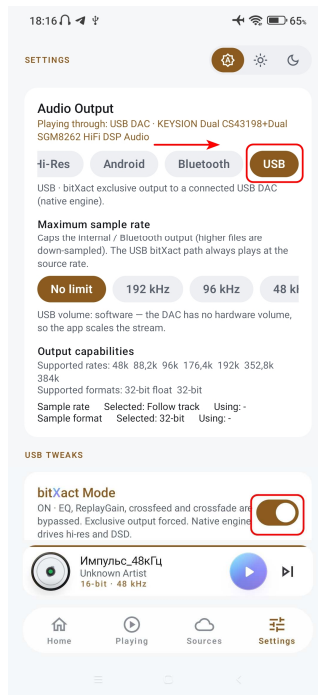 18:16 65%
SETTINGS
Audio Output
Playing through: USB DAC · KEYSION Dual CS43198+Dual
SGM8262 HiFi DSP Audio
Hi-Res Android Bluetooth USB
USB · bitXact exclusive output to a connected USB DAC
(native engine).
Maximum sample rate
Caps the Internal / Bluetooth output (higher files are
down-sampled). The USB bitXact path always plays at the
source rate.
No limit 192 kHz 96 kHz 48 kH
USB volume: software — the DAC has no hardware volume,
so the app scales the stream.
Output capabilities
Supported rates: 48k 88,2k 96k 176,4k 192k 352,8k
384k
Supported formats: 32-bit float 32-bit
Sample rate Selected: Follow track Using: -
Sample format Selected: 32-bit Using: -
USB TWEAKS
bitXact Mode
ON · EQ, ReplayGain, crossfeed and crossfade are
bypassed. Exclusive output forced. Native engine
drives hi-res and DSD.
Импульс_48кГц
Unknown Artist
16-bit · 48 kHz
Home Playing Sources Settings